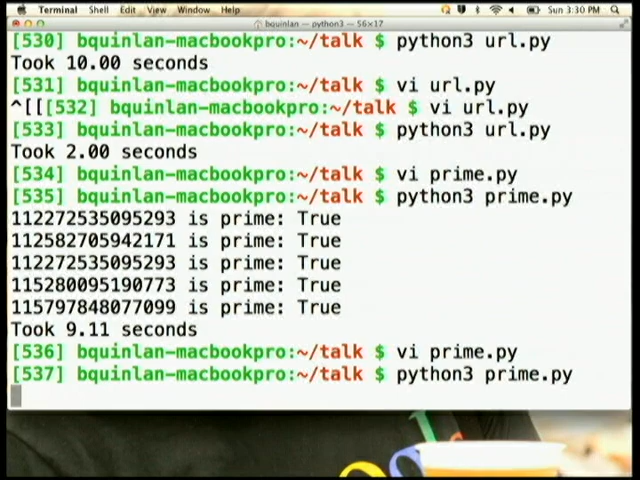 Terminal Shell Edit View Window Help Sun 3:30 PM
bquinlan — python3 — 56×17
[530] bquinlan-macbookpro:~/talk $ python3 url.py
Took 10.00 seconds
[531] bquinlan-macbookpro:~/talk $ vi url.py
^[[[532] bquinlan-macbookpro:~/talk $ vi url.py
[533] bquinlan-macbookpro:~/talk $ python3 url.py
Took 2.00 seconds
[534] bquinlan-macbookpro:~/talk $ vi prime.py
[535] bquinlan-macbookpro:~/talk $ python3 prime.py
112272535095293 is prime: True
112582705942171 is prime: True
112272535095293 is prime: True
115280095190773 is prime: True
115797848077099 is prime: True
Took 9.11 seconds
[536] bquinlan-macbookpro:~/talk $ vi prime.py
[537] bquinlan-macbookpro:~/talk $ python3 prime.py